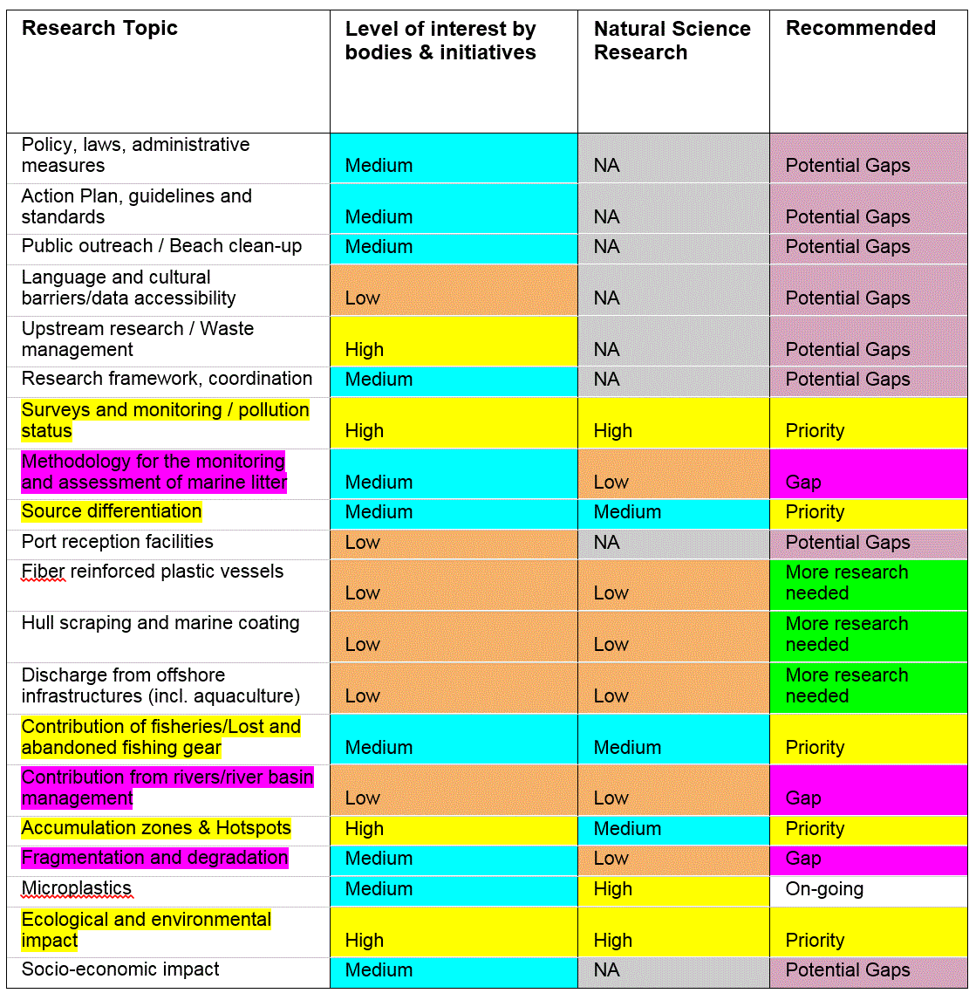 Research Topic
Level of interest by
bodies & initiatives
Natural Science
Research
Recommended
Policy, laws, administrative
measures
Medium
NA
Potential Gaps
Action Plan, guidelines and
standards
Medium
NA
Potential Gaps
Public outreach / Beach clean-up
Medium
NA
Potential Gaps
Language and cultural
barriers/data accessibility
Low
NA
Potential Gaps
Upstream research / Waste
management
High
NA
Potential Gaps
Research framework, coordination
Medium
NA
Potential Gaps
Surveys and monitoring / pollution
status
High
High
Priority
Methodology for the monitoring
and assessment of marine litter
Medium
Low
Gap
Source differentiation
Medium
Medium
Priority
Port reception facilities
Low
NA
Potential Gaps
Fiber reinforced plastic vessels
Low
Low
More research
needed
Hull scraping and marine coating
Low
Low
More research
needed
Discharge from offshore
infrastructures (incl. aquaculture)
Low
Low
More research
needed
Contribution of fisheries/Lost and
abandoned fishing gear
Medium
Medium
Priority
Contribution from rivers/river basin
management
Low
Low
Gap
Accumulation zones & Hotspots
High
Medium
Priority
Fragmentation and degradation
Medium
Low
Gap
Microplastics
Medium
High
On-going
Ecological and environmental
impact
High
High
Priority
Socio-economic impact
Medium
NA
Potential Gaps